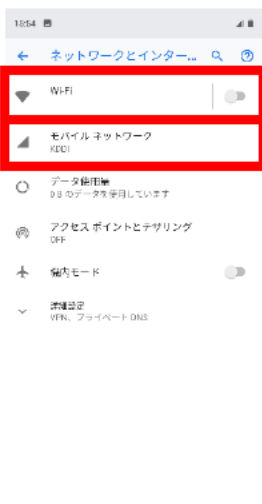 18:54
ネットワークとインター...
Wi-Fi
モバイル ネットワーク
KDDI
データ使用量
0 B のデータを使用しています
アクセス ポイントとテザリング
OFF
機内モード
詳細設定
VPN、プライベート DNS